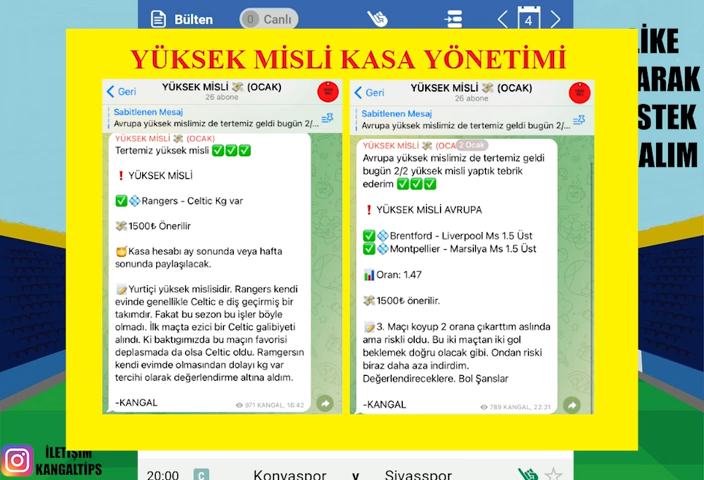 Bülten
0 Canlı
4
LİKE
ARAK
STEK
ALIM
YÜKSEK MİSLİ KASA YÖNETİMİ
Geri
YÜKSEK MİSLİ 💸 (OCAK)
26 abone
Sabitlenen Mesaj
Avrupa yüksek mislimiz de tertemiz geldi bugün 2/...
YÜKSEK MİSLİ 💸 (OCAK)
Tertemiz yüksek misli ✅✅✅
❗ YÜKSEK MİSLİ
✅💠Rangers - Celtic Kg var
💸1500₺ Önerilir
🍯Kasa hesabı ay sonunda veya hafta
sonunda paylaşılacak.
📝Yurtiçi yüksek mislisidir. Rangers kendi
evinde genellikle Celtic e diş geçirmiş bir
takımdır. Fakat bu sezon bu işler böyle
olmadı. İlk maçta ezici bir Celtic galibiyeti
alındı. Ki baktıgımızda bu maçın favorisi
deplasmada da olsa Celtic oldu. Ramgersın
kendi evimde olmasından dolayı kg var
tercihi olarak değerlendirme altına aldım.
-KANGAL
971 KANGAL, 16:42
Geri
YÜKSEK MİSLİ 💸 (OCAK)
26 abone
Sabitlenen Mesaj
Avrupa yüksek mislimiz de tertemiz geldi bugün 2/...
YÜKSEK MİSLİ 💸 (OCA
2 Ocak
Avrupa yüksek mislimiz de tertemiz geldi
bugün 2/2 yüksek misli yaptık tebrik
ederim ✅✅✅
❗ YÜKSEK MİSLİ AVRUPA
✅💠Brentford - Liverpool Ms 1.5 Üst
✅💠Montpellier - Marsilya Ms 1.5 Üst
📊Oran: 1.47
💸1500₺ önerilir.
📝3. Maçı koyup 2 orana çıkarttım aslında
ama riskli oldu. Bu iki maçtan iki gol
beklemek doğru olacak gibi. Ondan riski
biraz daha aza indirdim.
Değerlendireceklere. Bol Şanslar
-KANGAL
789 KANGAL, 22:21
İLETİŞİM
KANGALTİPS
20:00 C Konyaspor v Sivasspor